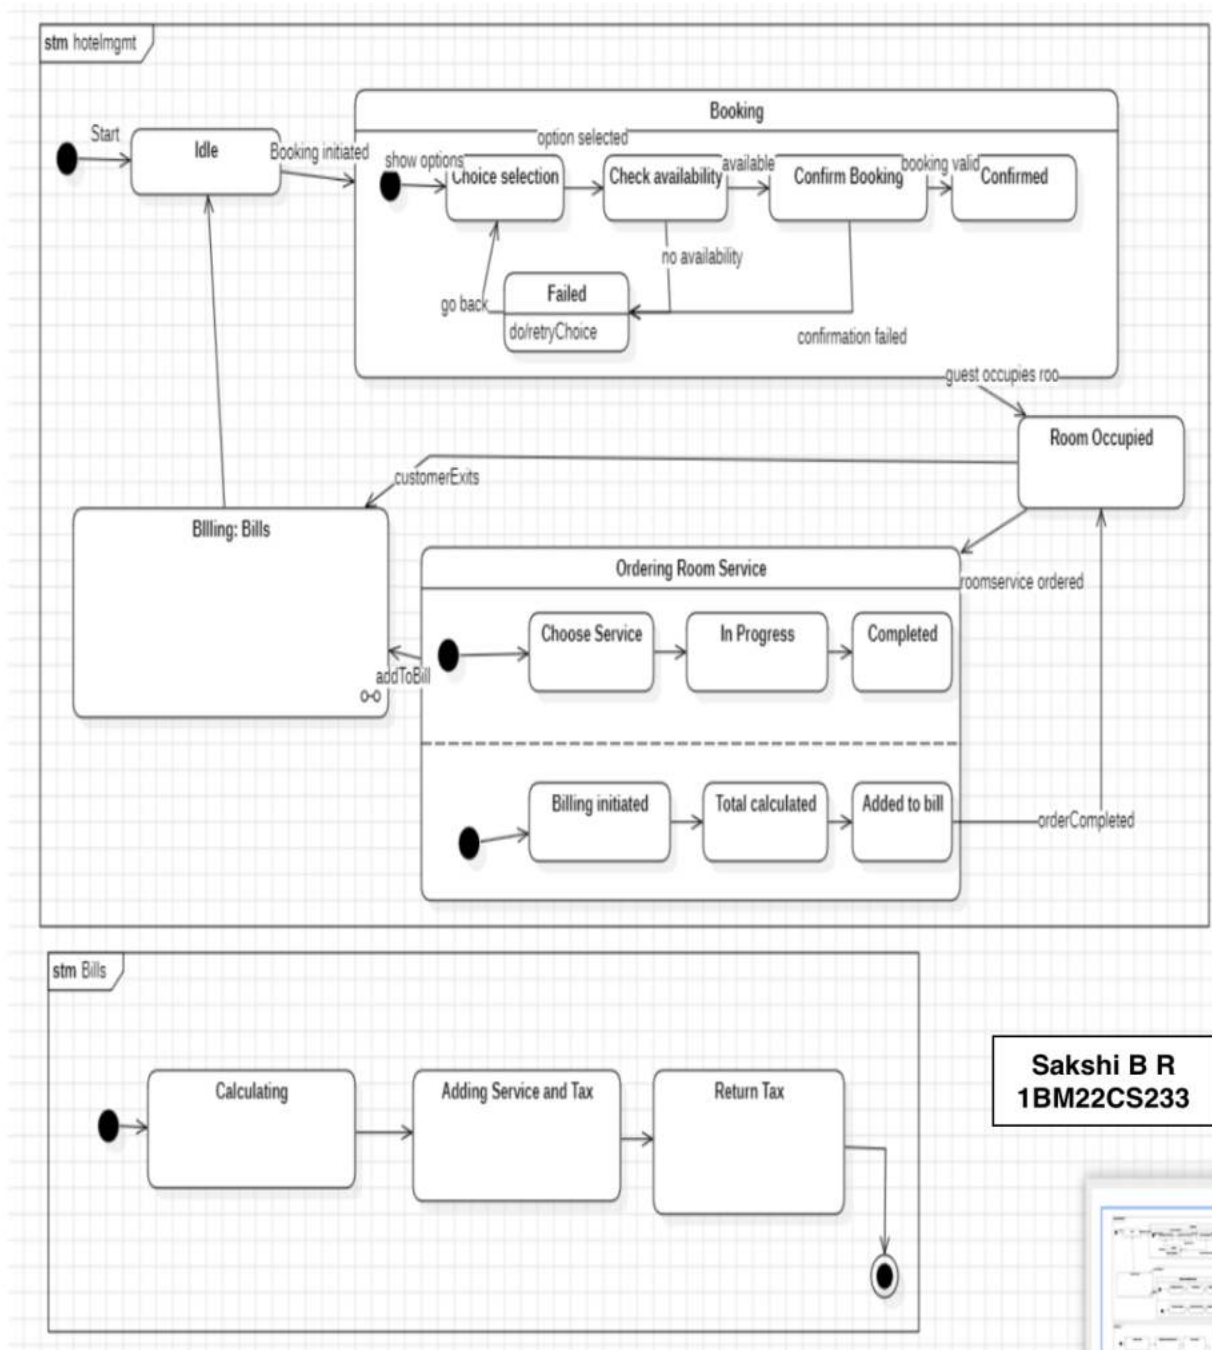 stm hotelmgmt
Start
Idle
Booking initiated
Booking
option selected
show options
Choice selection
Check availability
available
Confirm Booking
booking valid
Confirmed
no availability
go back
Failed
do/retryChoice
confirmation failed
guest occupies roo
Room Occupied
customerExits
BIlling: Bills
Ordering Room Service
roomservice ordered
Choose Service
In Progress
Completed
addToBill
Billing initiated
Total calculated
Added to bill
orderCompleted
stm Bills
Calculating
Adding Service and Tax
Return Tax
Sakshi B R
1BM22CS233